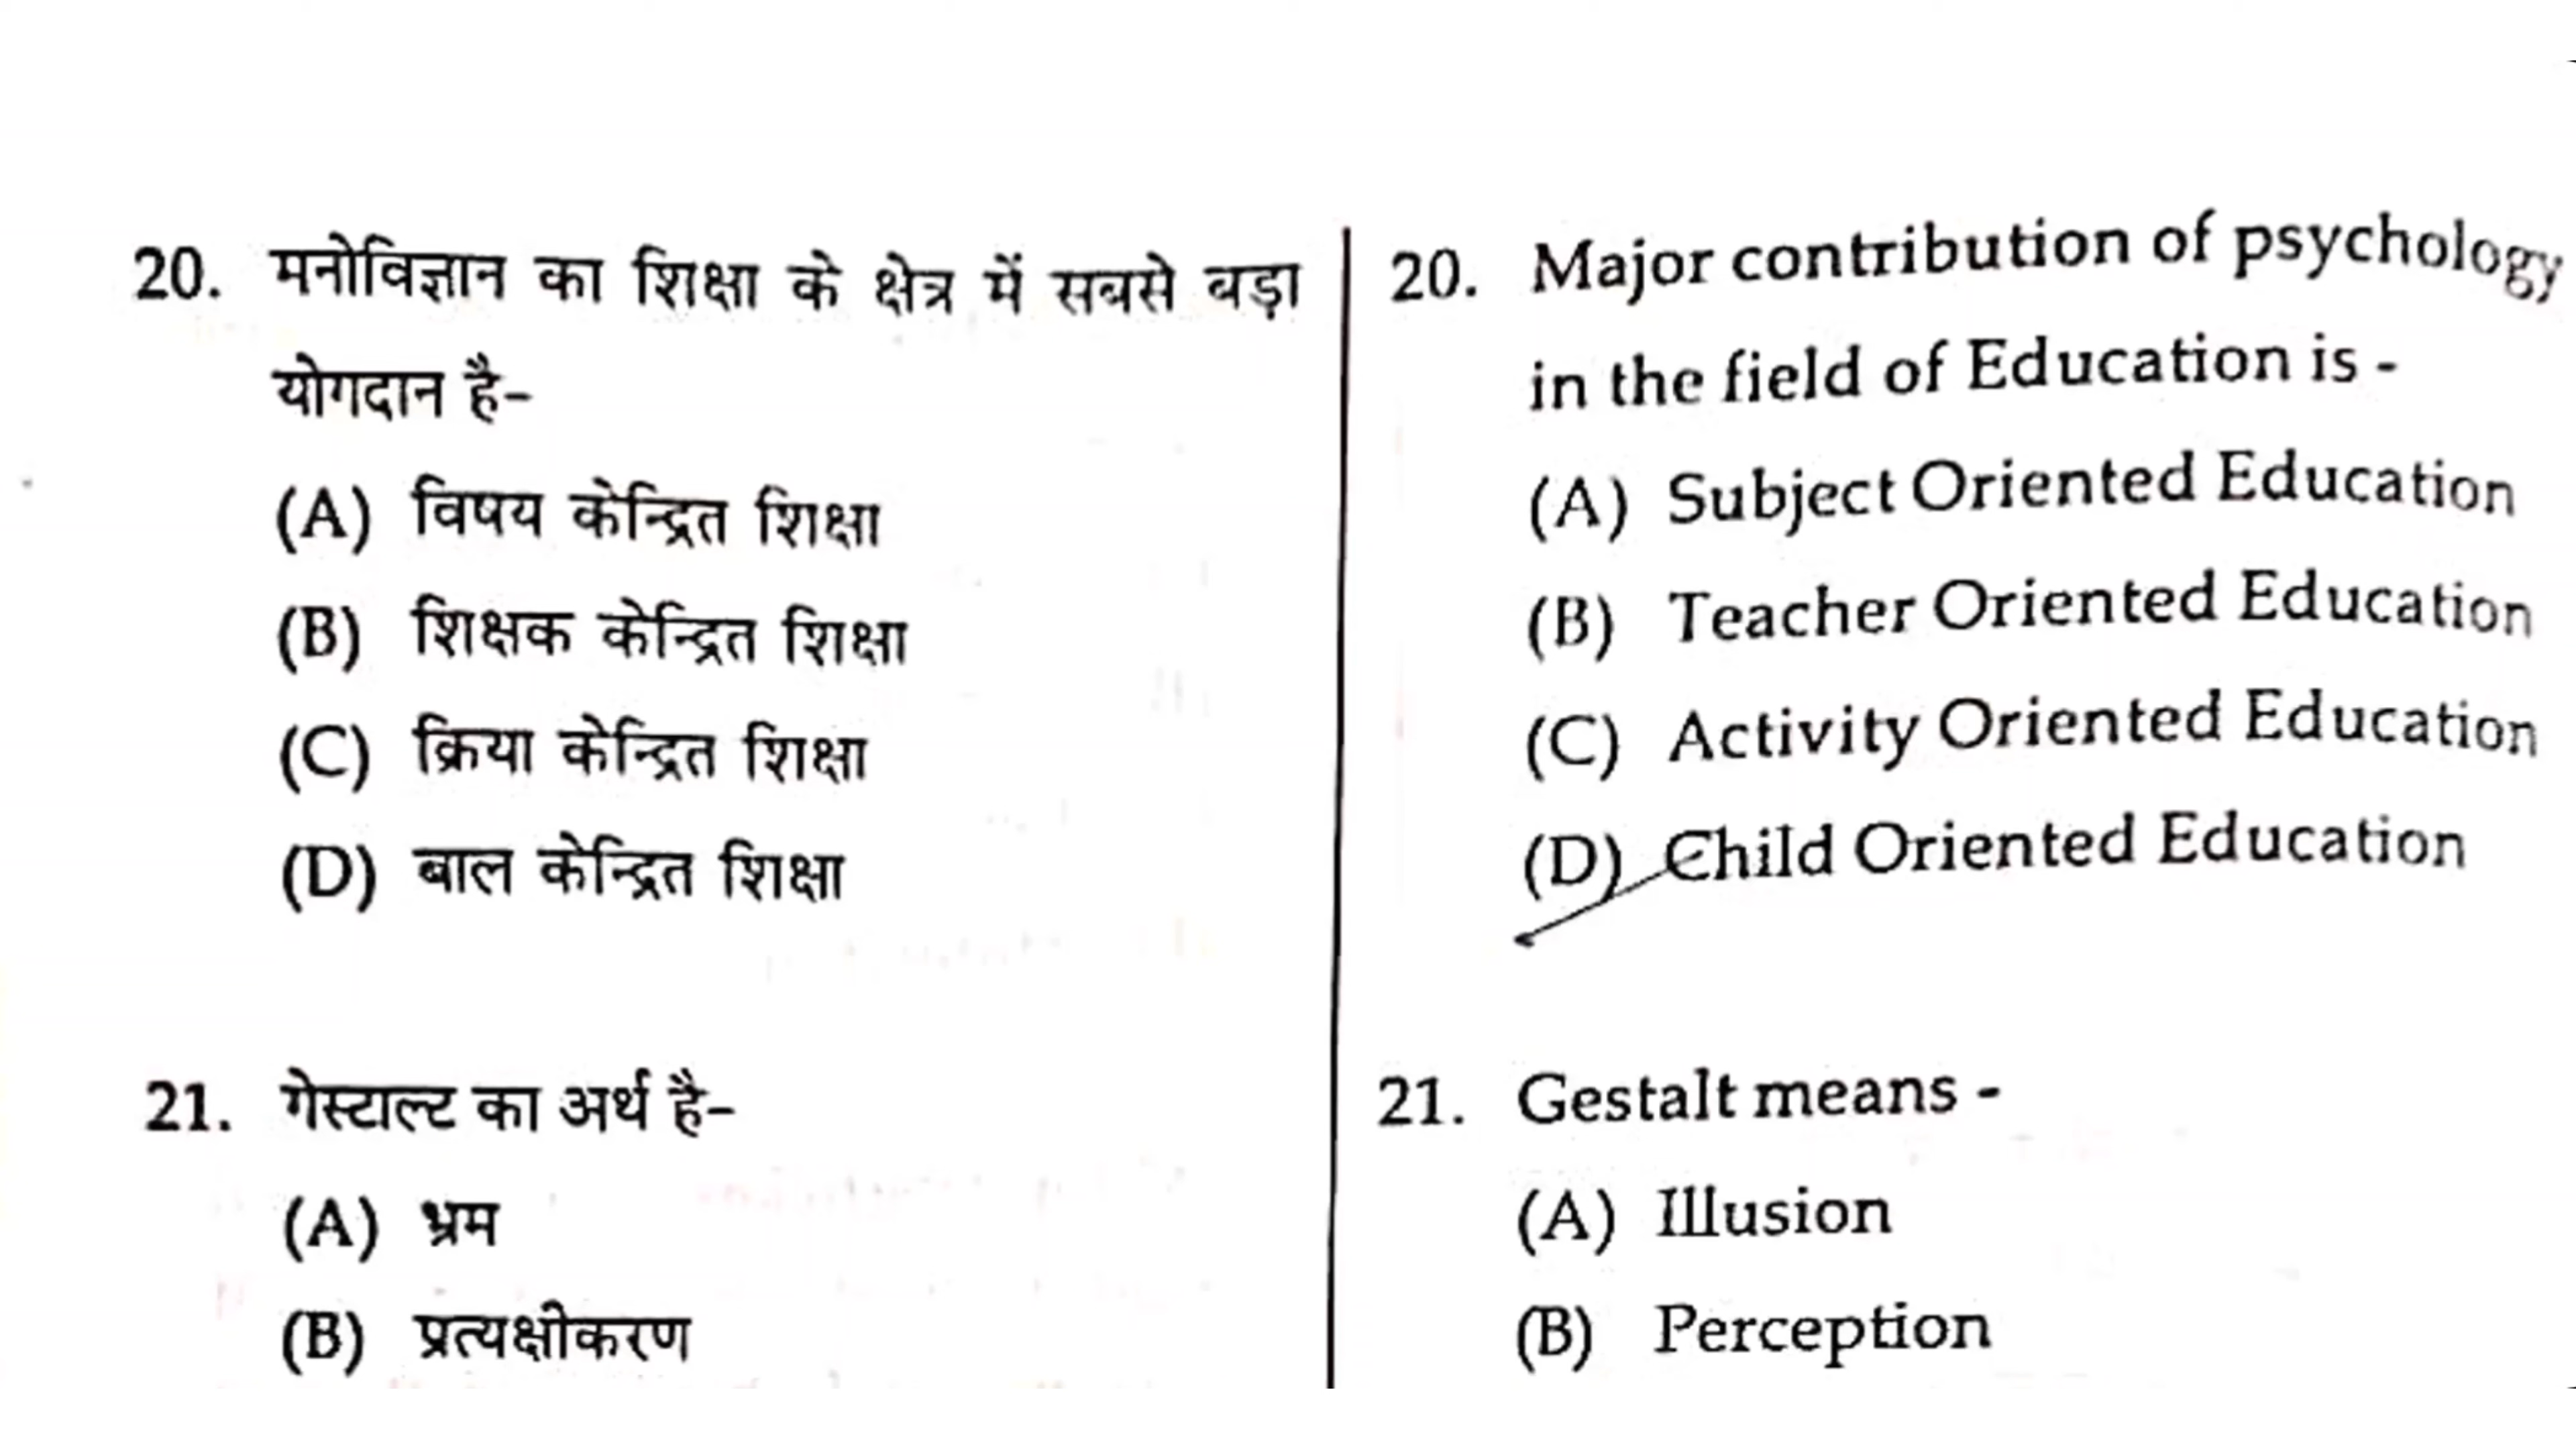 20. मनोविज्ञान का शिक्षा के क्षेत्र में सबसे बड़ा
योगदान है-
(A) विषय केन्द्रित शिक्षा
(B) शिक्षक केन्द्रित शिक्षा
(C) क्रिया केन्द्रित शिक्षा
(D) बाल केन्द्रित शिक्षा
21. गेस्टाल्ट का अर्थ है-
(A) भ्रम
(B) प्रत्यक्षीकरण
20. Major contribution of psychology
in the field of Education is -
(A) Subject Oriented Education
(B) Teacher Oriented Education
(C) Activity Oriented Education
(D) Child Oriented Education
21. Gestalt means -
(A) Illusion
(B) Perception